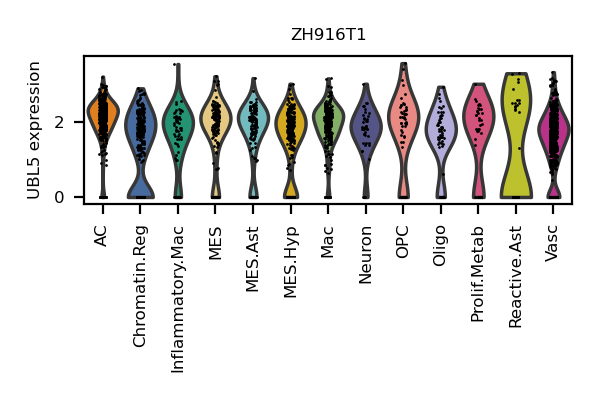 ZH916T1
UBL5 expression
2
0
AC
Chromatin.Reg
Inflammatory.Mac
MES
MES.Ast
MES.Hyp
Mac
Neuron
OPC
Oligo
Prolif.Metab
Reactive.Ast
Vasc